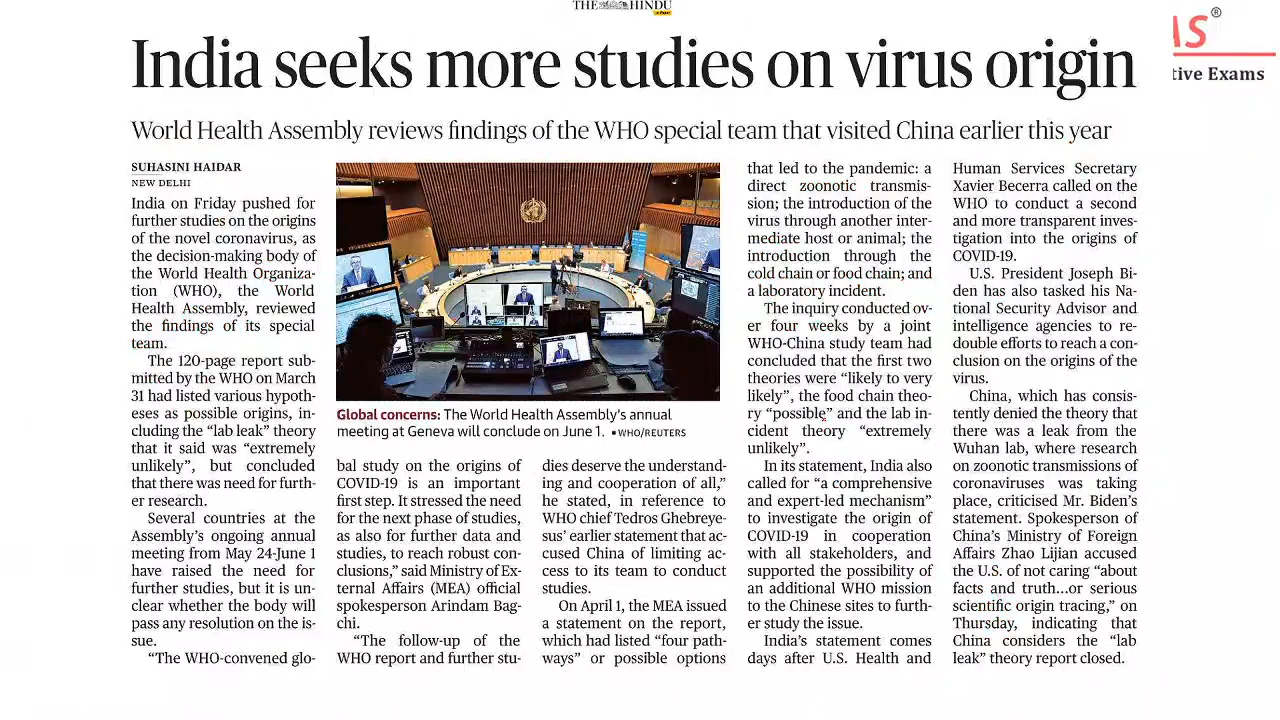 THE HINDU
India seeks more studies on virus origin
World Health Assembly reviews findings of the WHO special team that visited China earlier this year
SUHASINI HAIDAR
NEW DELHI
India on Friday pushed for
further studies on the origins
of the novel coronavirus, as
the decision-making body of
the World Health Organiza-
tion (WHO), the World
Health Assembly, reviewed
the findings of its special
team.
The 120-page report sub-
mitted by the WHO on March
31 had listed various hypoth-
eses as possible origins, in-
cluding the “lab leak” theory
that it said was “extremely
unlikely”, but concluded
that there was need for furth-
er research.
Several countries at the
Assembly’s ongoing annual
meeting from May 24-June 1
have raised the need for
further studies, but it is un-
clear whether the body will
pass any resolution on the is-
sue.
“The WHO-convened glo-
Global concerns: The World Health Assembly’s annual
meeting at Geneva will conclude on June 1. ■ WHO/REUTERS
bal study on the origins of
COVID-19 is an important
first step. It stressed the need
for the next phase of studies,
as also for further data and
studies, to reach robust con-
clusions,” said Ministry of Ex-
ternal Affairs (MEA) official
spokesperson Arindam Bag-
chi.
“The follow-up of the
WHO report and further stu-
dies deserve the understand-
ing and cooperation of all,”
he stated, in reference to
WHO chief Tedros Ghebreye-
sus’ earlier statement that ac-
cused China of limiting ac-
cess to its team to conduct
studies.
On April 1, the MEA issued
a statement on the report,
which had listed “four path-
ways” or possible options
that led to the pandemic: a
direct zoonotic transmis-
sion; the introduction of the
virus through another inter-
mediate host or animal; the
introduction through the
cold chain or food chain; and
a laboratory incident.
The inquiry conducted ov-
er four weeks by a joint
WHO-China study team had
concluded that the first two
theories were “likely to very
likely”, the food chain theo-
ry “possible” and the lab in-
cident theory “extremely
unlikely”.
In its statement, India also
called for “a comprehensive
and expert-led mechanism”
to investigate the origin of
COVID-19 in cooperation
with all stakeholders, and
supported the possibility of
an additional WHO mission
to the Chinese sites to furth-
er study the issue.
India’s statement comes
days after U.S. Health and
Human Services Secretary
Xavier Becerra called on the
WHO to conduct a second
and more transparent inves-
tigation into the origins of
COVID-19.
U.S. President Joseph Bi-
den has also tasked his Na-
tional Security Advisor and
intelligence agencies to re-
double efforts to reach a con-
clusion on the origins of the
virus.
China, which has consis-
tently denied the theory that
there was a leak from the
Wuhan lab, where research
on zoonotic transmissions of
coronaviruses was taking
place, criticised Mr. Biden’s
statement. Spokesperson of
China’s Ministry of Foreign
Affairs Zhao Lijian accused
the U.S. of not caring “about
facts and truth...or serious
scientific origin tracing,” on
Thursday, indicating that
China considers the “lab
leak” theory report closed.
S®
tive Exams